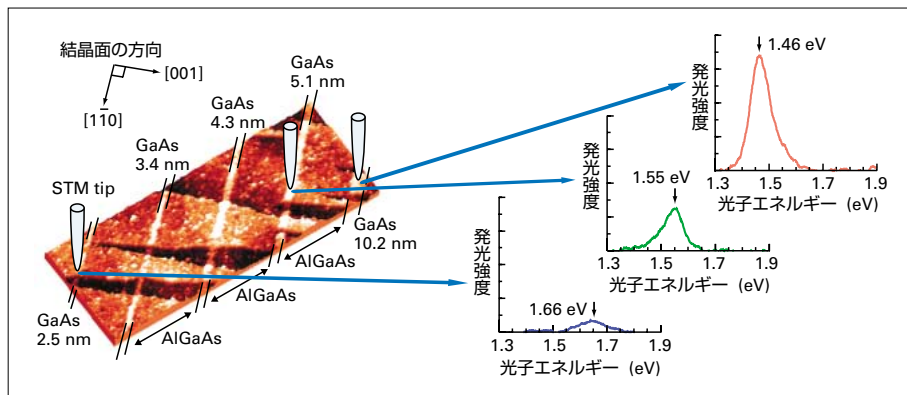 結晶面の方向
[001]
[1̄10]
GaAs
5.1 nm
GaAs
4.3 nm
GaAs
3.4 nm
STM tip
GaAs
2.5 nm
AlGaAs
AlGaAs
AlGaAs
GaAs
10.2 nm
1.46 eV
発光強度
1.3 1.5 1.7 1.9
光子エネルギー (eV)
1.55 eV
発光強度
1.3 1.5 1.7 1.9
光子エネルギー (eV)
1.66 eV
発光強度
1.3 1.5 1.7 1.9
光子エネルギー (eV)